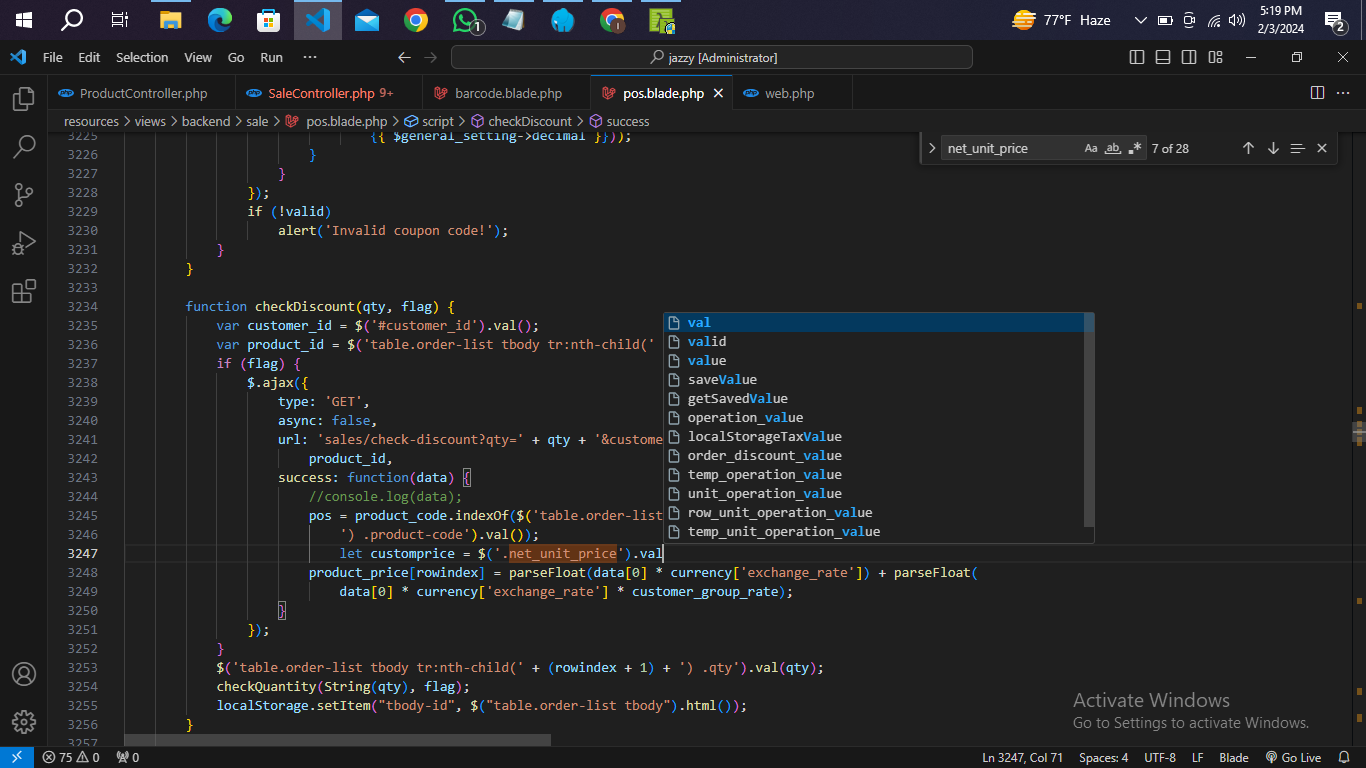 77°F Haze
5:19 PM
2/3/2024
1
2
File Edit Selection View Go Run ···
jazzy [Administrator]
ProductController.php
SaleController.php 9+
barcode.blade.php
pos.blade.php
web.php
resources > views > backend > sale > pos.blade.php > script > checkDiscount > success
net_unit_price
Aa ab 7 of 28
3225 {{ $general_setting->decimal }}));
3226 }
3227 }
3228 });
3229 if (!valid)
3230 alert('Invalid coupon code!');
3231 }
3232 }
3233
3234 function checkDiscount(qty, flag) {
3235 var customer_id = $('#customer_id').val();
3236 var product_id = $('table.order-list tbody tr:nth-child('
3237 if (flag) {
3238 $.ajax({
3239 type: 'GET',
3240 async: false,
3241 url: 'sales/check-discount?qty=' + qty + '&custome
3242 product_id,
3243 success: function(data) {
3244 //console.log(data);
3245 pos = product_code.indexOf($('table.order-list
3246 ') .product-code').val());
3247 let customprice = $('.net_unit_price').val
3248 product_price[rowindex] = parseFloat(data[0] * currency['exchange_rate']) + parseFloat(
3249 data[0] * currency['exchange_rate'] * customer_group_rate);
3250 }
3251 });
3252 }
3253 $('table.order-list tbody tr:nth-child(' + (rowindex + 1) + ') .qty').val(qty);
3254 checkQuantity(String(qty), flag);
3255 localStorage.setItem("tbody-id", $("table.order-list tbody").html());
3256 }
3257
val
valid
value
saveValue
getSavedValue
operation_value
localStorageTaxValue
order_discount_value
temp_operation_value
unit_operation_value
row_unit_operation_value
temp_unit_operation_value
Activate Windows
Go to Settings to activate Windows.
75 0 0
Ln 3247, Col 71 Spaces: 4 UTF-8 LF Blade Go Live